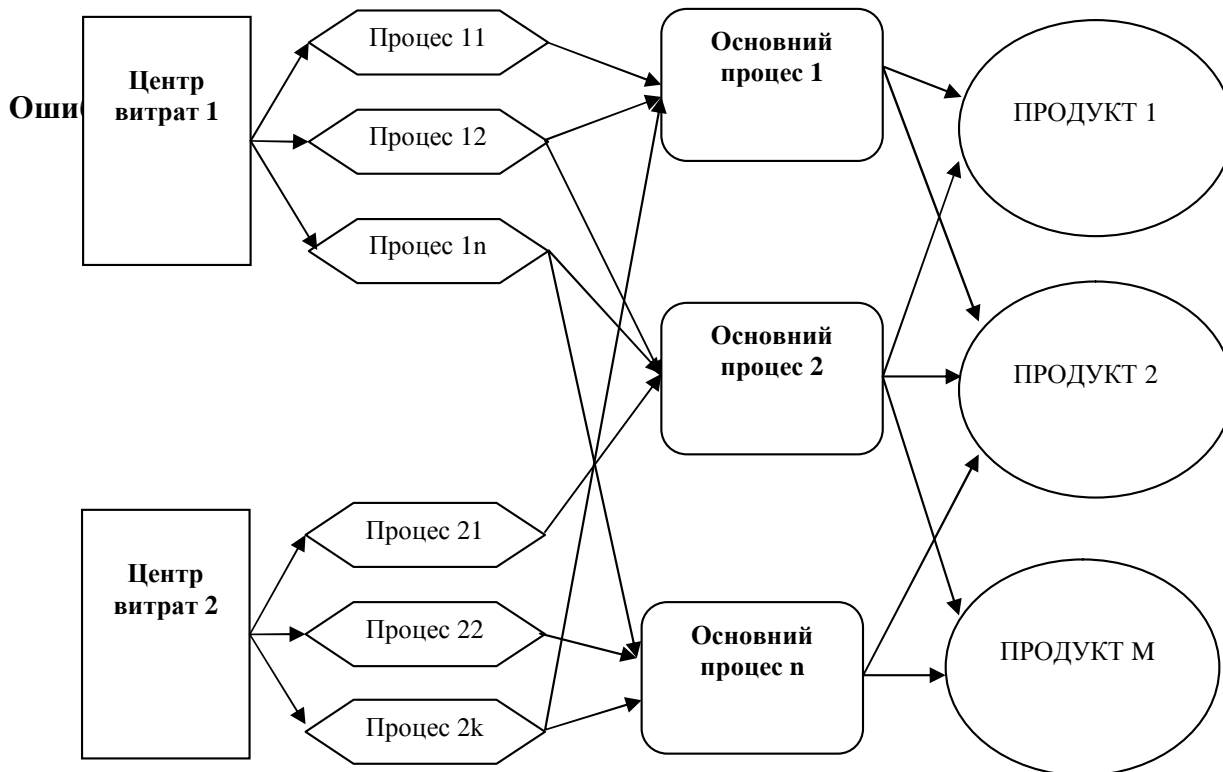 Процес 11
Основний
процес 1
Центр
витрат 1
ПРОДУКТ 1
Процес 12
Процес 1n
Основний
процес 2
ПРОДУКТ 2
Процес 21
Центр
витрат 2
Процес 22
Основний
процес n
ПРОДУКТ М
Процес 2k